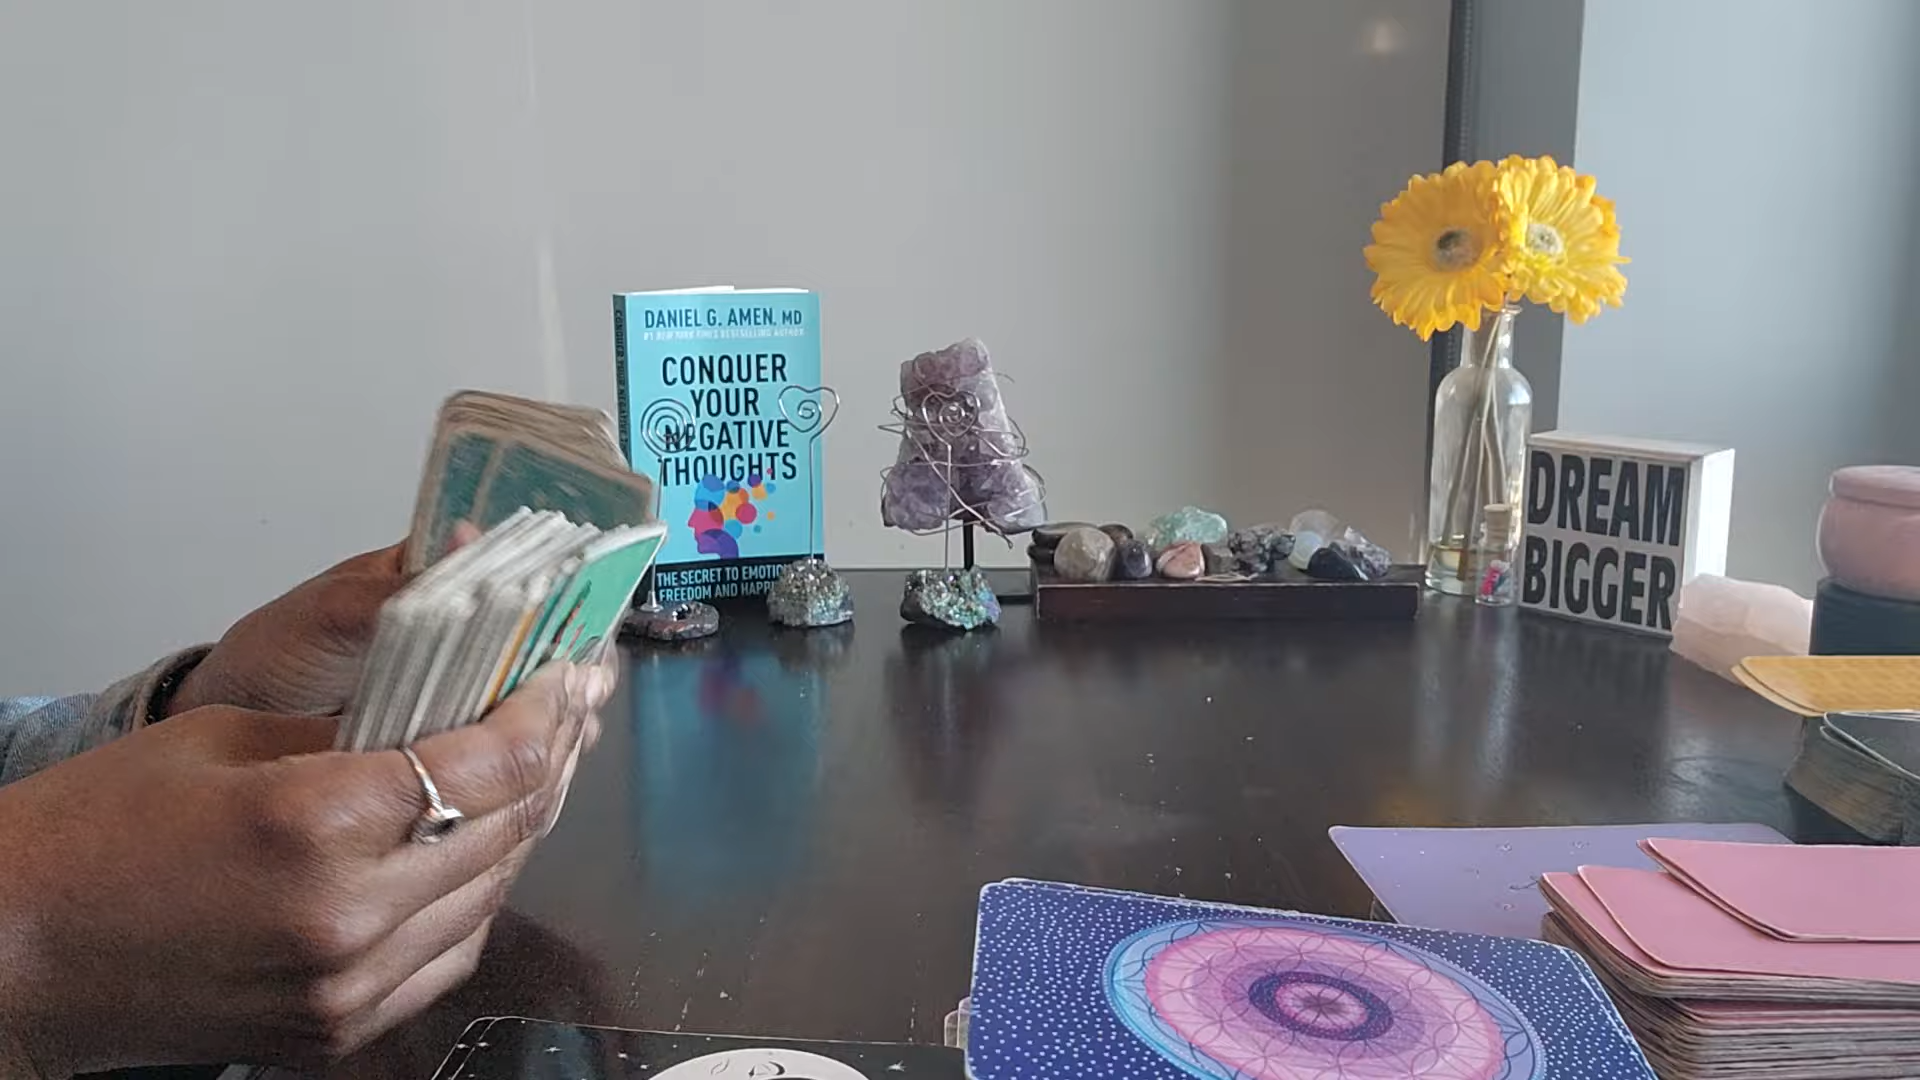 DANIEL G. AMEN, MD
#1 NEW YORK TIMES BESTSELLING AUTHOR
CONQUER
YOUR
NEGATIVE
THOUGHTS
THE SECRET TO EMOTIO
FREEDOM AND HAPP
DREAM
BIGGER